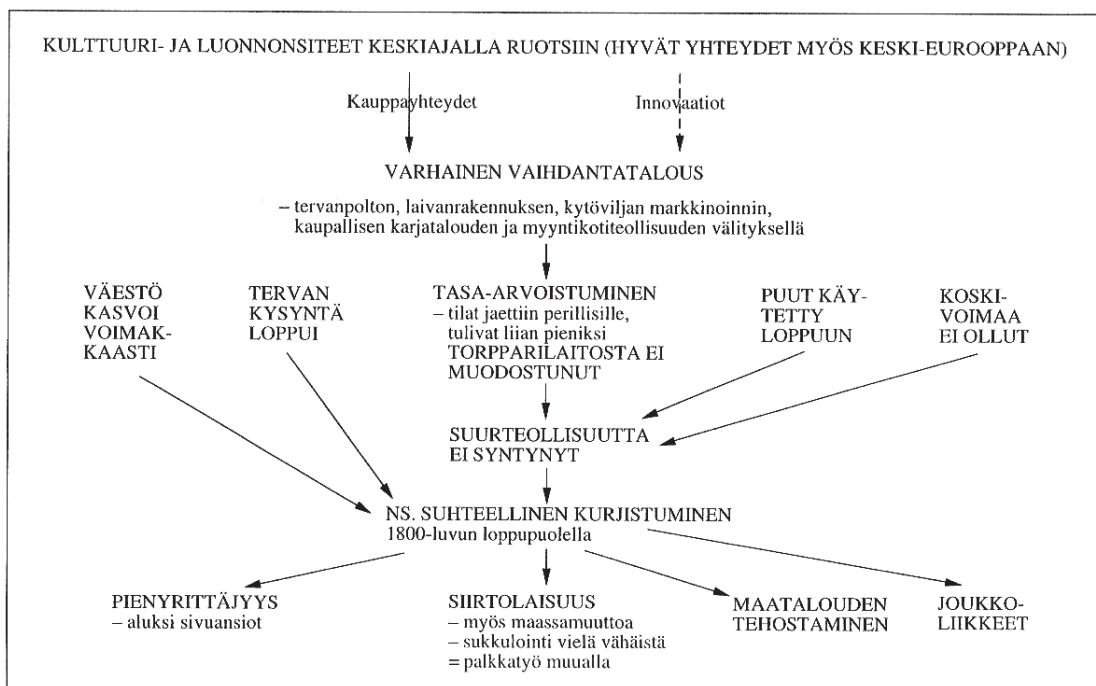 KULTTUURI- JA LUONNONSITEET KESKIAJALLA RUOTSIIN (HYVÄT YHTEYDET MYÖS KESKI-EUROOPPAAN)
Kauppayhteydet
Innovaatiot
VARHAINEN VAIHDANTATALOUS
– tervanpolton, laivanrakennuksen, kytöviljan markkinoinnin,
kaupallisen karjatalouden ja myyntikotiteollisuuden välityksellä
VÄESTÖ
KASVOI
VOIMAK-
KAASTI
TERVAN
KYSYNTÄ
LOPPUI
TASA-ARVOISTUMINEN
– tilat jaettiin perillisille,
tulivat liian pieniksi
TORPPARILAITOSTA EI
MUODOSTUNUT
PUUT KÄY-
TETTY
LOPPUUN
KOSKI-
VOIMAA
EI OLLUT
SUURTEOLLISUUTTA
EI SYNTYNYT
NS. SUHTEELLINEN KURJISTUMINEN
1800-luvun loppupuolella
PIENYRITTÄJYYS
– aluksi sivuansiot
SIIRTOLAISUUS
– myös maassamuuttoa
– sukkulointi vielä vähäistä
= palkkatyö muualla
MAATALOUDEN
TEHOSTAMINEN
JOUKKO-
LIIKKEET